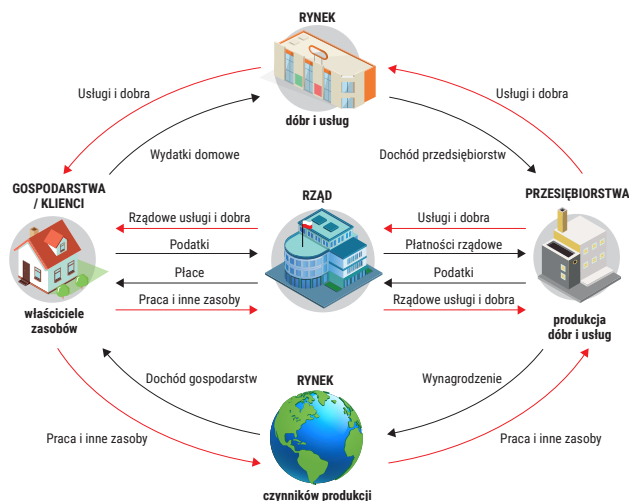 RYNEK
dóbr i usług
Usługi i dobra
Usługi i dobra
Wydatki domowe
Dochód przedsiębiorstw
GOSPODARSTWA
/ KLIENCI
RZĄD
PRZESIĘBIORSTWA
Rządowe usługi i dobra
Usługi i dobra
Podatki
Płatności rządowe
Płace
Podatki
Praca i inne zasoby
Rządowe usługi i dobra
właściciele
zasobów
produkcja
dóbr i usług
Dochód gospodarstw
RYNEK
Wynagrodzenie
Praca i inne zasoby
Praca i inne zasoby
czynników produkcji